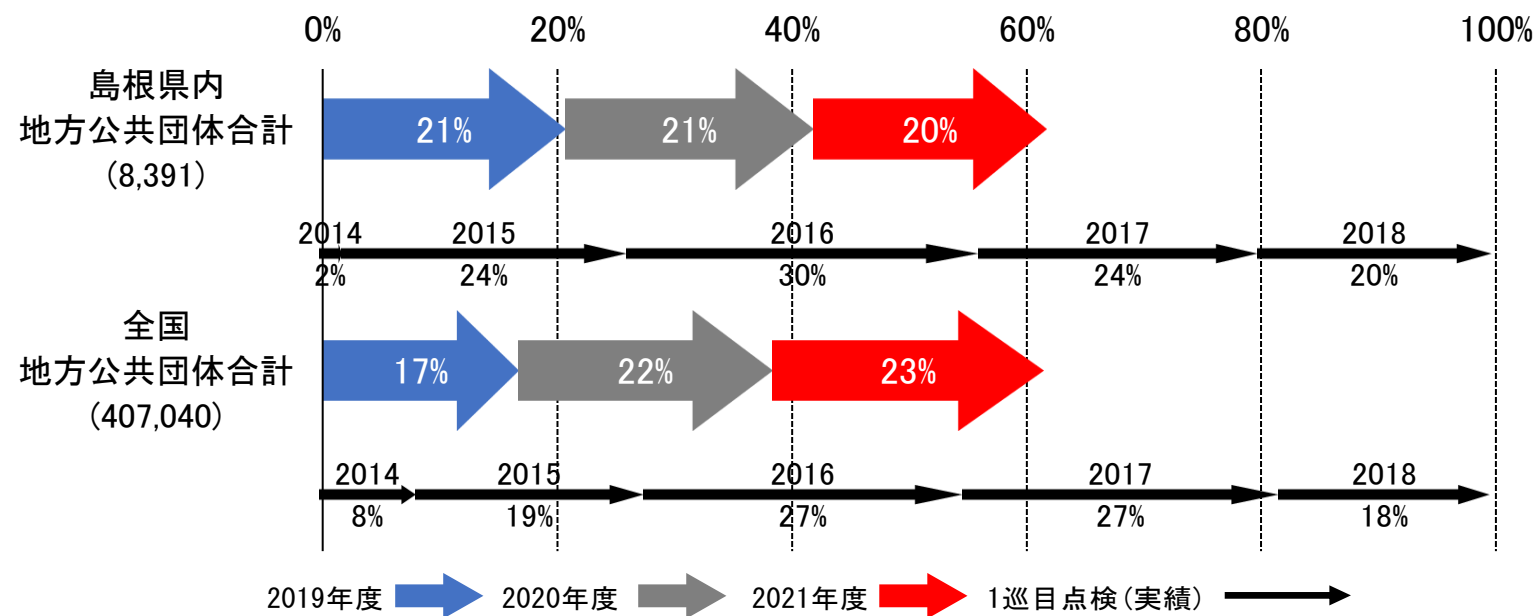 0% 20% 40% 60% 80% 100%
島根県内
地方公共団体合計
(8,391)
21% 21% 20%
2014 2015 2016 2017 2018
2% 24% 30% 24% 20%
全国
地方公共団体合計
(407,040)
17% 22% 23%
2014 2015 2016 2017 2018
8% 19% 27% 27% 18%
2019年度 2020年度 2021年度 1巡目点検(実績)